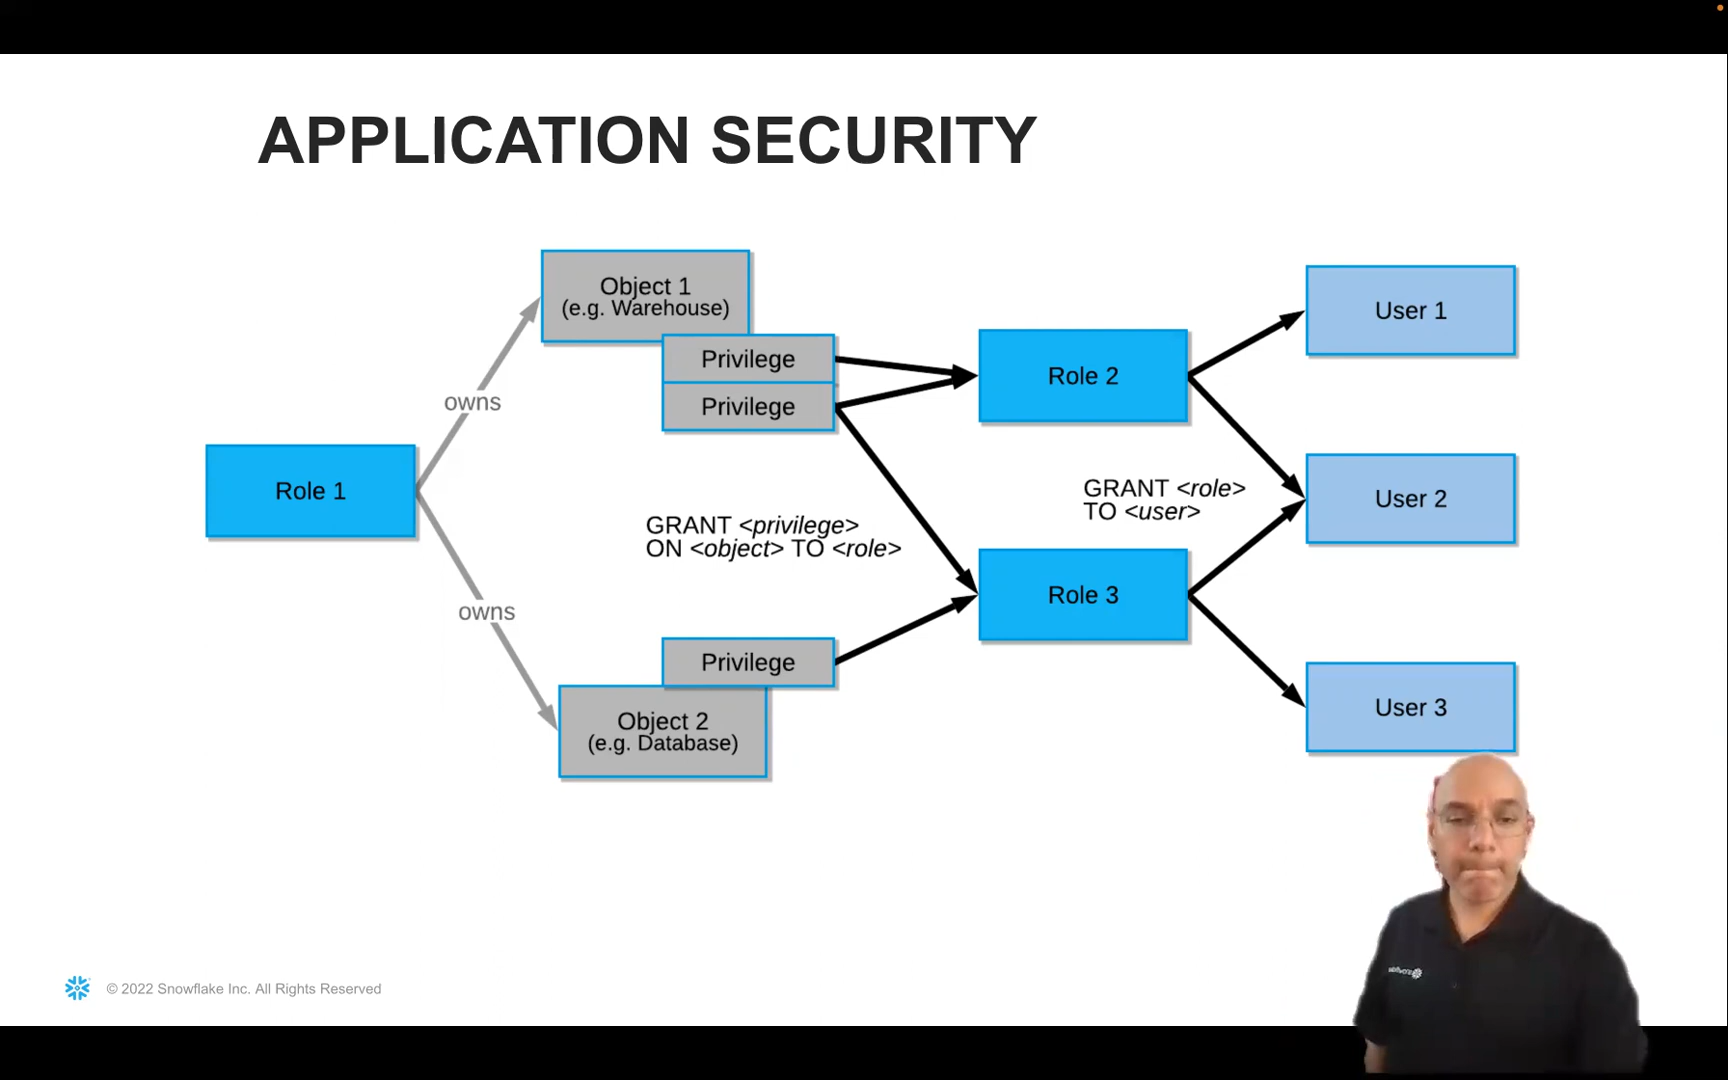 APPLICATION SECURITY
Object 1
(e.g. Warehouse)
Privilege
Privilege
owns
Role 1
owns
GRANT <privilege>
ON <object> TO <role>
Privilege
Object 2
(e.g. Database)
Role 2
GRANT <role>
TO <user>
Role 3
User 1
User 2
User 3
© 2022 Snowflake Inc. All Rights Reserved